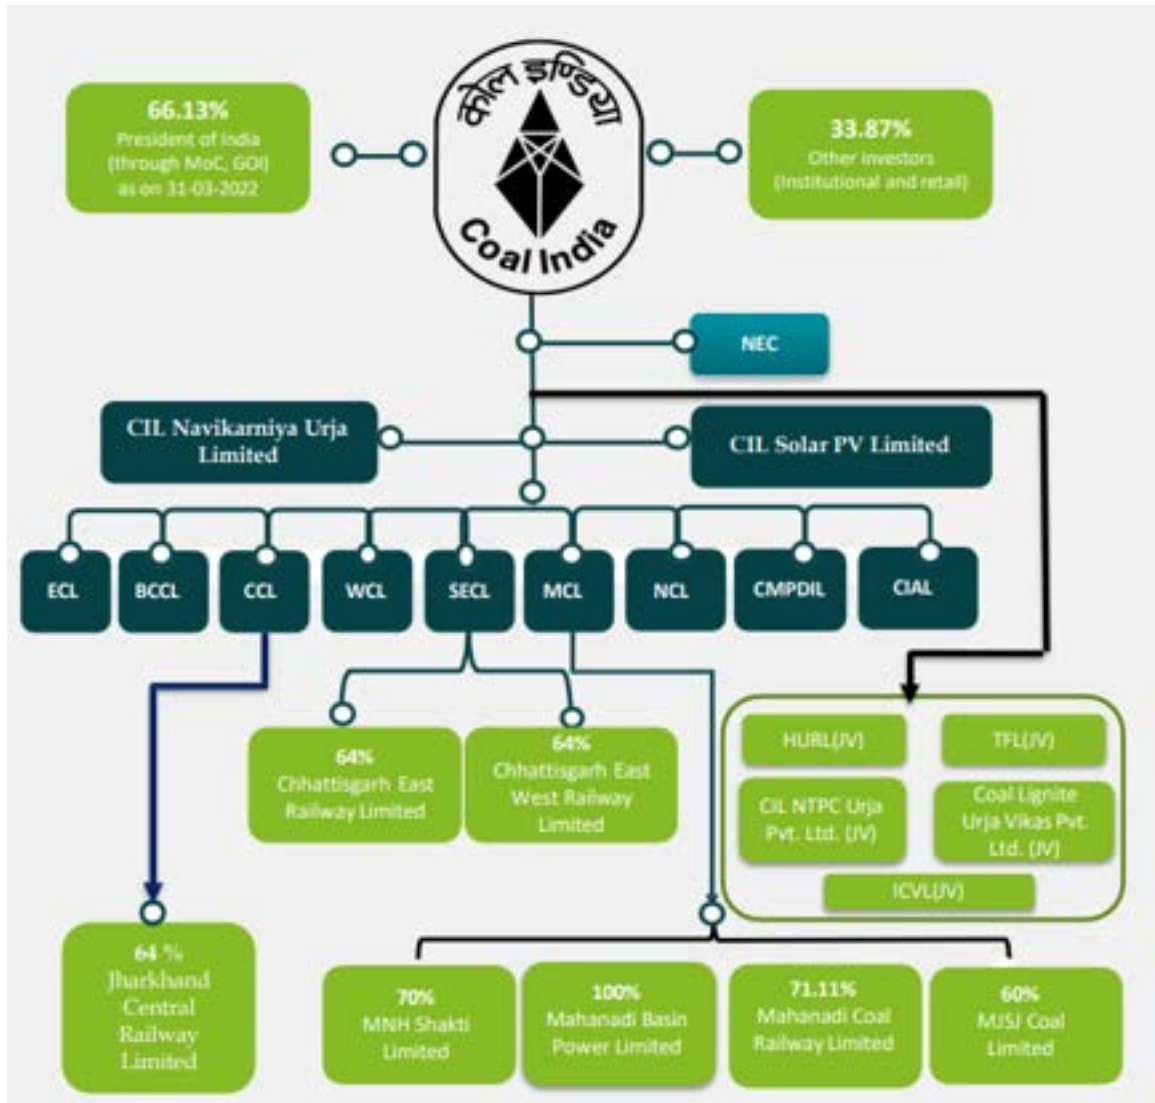 कोल इण्डिया
Coal India
66.13%
President of India
(through MoC, GOI)
as on 31-03-2022
33.87%
Other investors
(Institutional and retail)
NEC
CIL Navikarniya Urja
Limited
CIL Solar PV Limited
ECL
BCCL
CCL
WCL
SECL
MCL
NCL
CMPDIL
CIAL
64%
Chhattisgarh East
Railway Limited
64%
Chhattisgarh East
West Railway
Limited
HURL(JV)
TFL(JV)
CIL NTPC Urja
Pvt. Ltd. (JV)
Coal Lignite
Urja Vikas Pvt.
Ltd. (JV)
ICVL(JV)
64 %
Jharkhand
Central
Railway
Limited
70%
MNH Shakti
Limited
100%
Mahanadi Basin
Power Limited
71.11%
Mahanadi Coal
Railway Limited
60%
MJSJ Coal
Limited